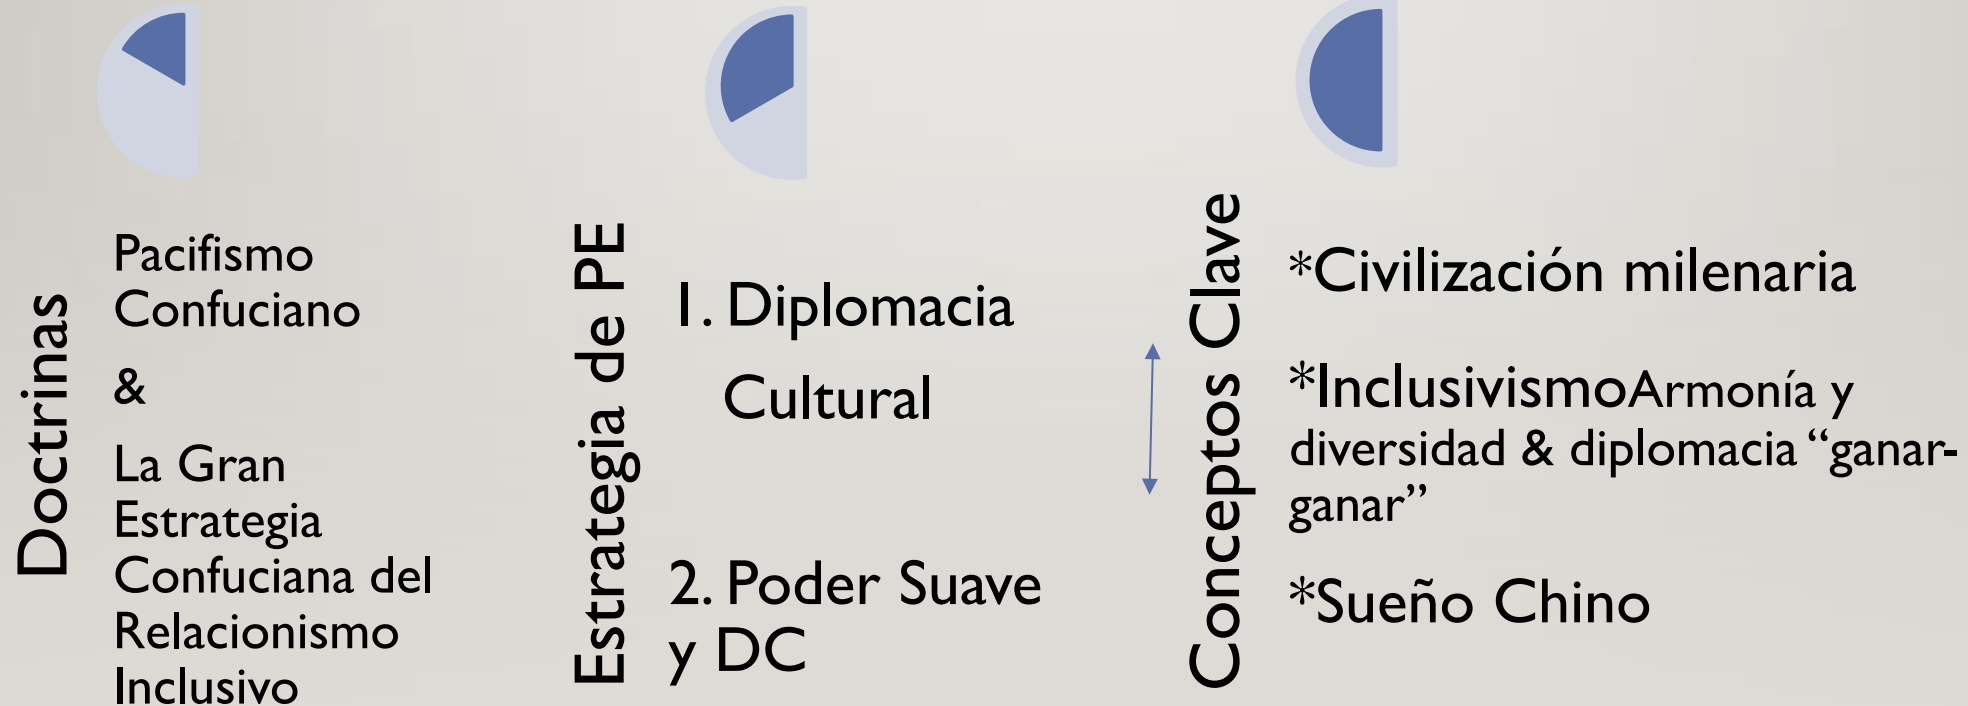 Doctrinas
Pacifismo
Confuciano
&
La Gran
Estrategia
Confuciana del
Relacionismo
Inclusivo
Estrategia de PE
1. Diplomacia
Cultural
2. Poder Suave
y DC
Conceptos Clave
*Civilización milenaria
*InclusivismoArmonía y
diversidad & diplomacia “ganar-
ganar”
*Sueño Chino